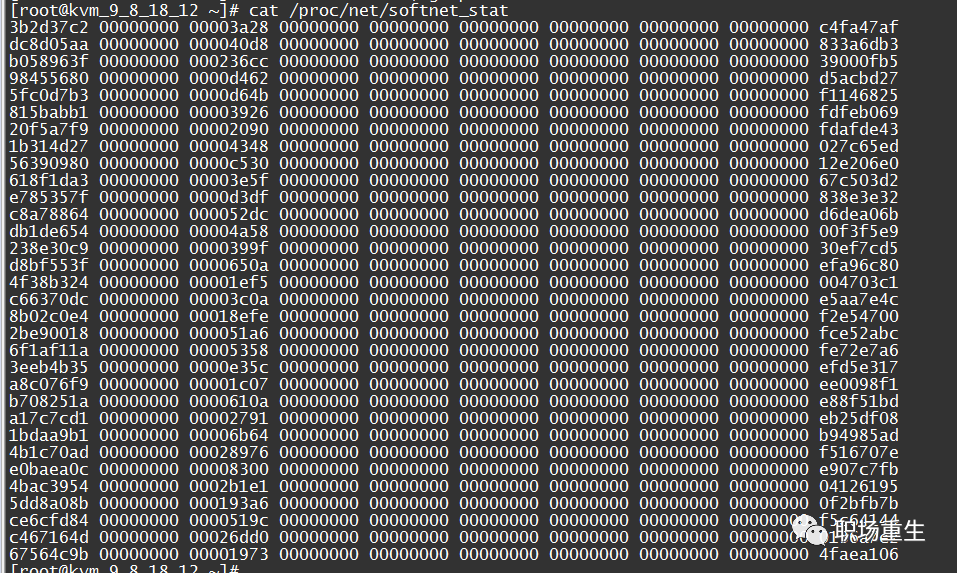 [root@kvm_9_8_18_12 ~]# cat /proc/net/softnet_stat
3b2d37c2 00000000 00003a28 00000000 00000000 00000000 00000000 00000000 00000000 c4fa47af
dc8d05aa 00000000 000040d8 00000000 00000000 00000000 00000000 00000000 00000000 833a6db3
b058963f 00000000 000236cc 00000000 00000000 00000000 00000000 00000000 00000000 39000fb5
98455680 00000000 0000d462 00000000 00000000 00000000 00000000 00000000 00000000 d5acbd27
5fc0d7b3 00000000 0000d64b 00000000 00000000 00000000 00000000 00000000 00000000 f1146825
815babb1 00000000 00003926 00000000 00000000 00000000 00000000 00000000 00000000 fdfeb069
20f5a7f9 00000000 00002090 00000000 00000000 00000000 00000000 00000000 00000000 fdafde43
1b314d27 00000000 00004348 00000000 00000000 00000000 00000000 00000000 00000000 027c65ed
56390980 00000000 0000c530 00000000 00000000 00000000 00000000 00000000 00000000 12e206e0
618f1da3 00000000 00003e5f 00000000 00000000 00000000 00000000 00000000 00000000 67c503d2
e785357f 00000000 0000d3df 00000000 00000000 00000000 00000000 00000000 00000000 838e3e32
c8a78864 00000000 000052dc 00000000 00000000 00000000 00000000 00000000 00000000 d6dea06b
db1de654 00000000 00004a58 00000000 00000000 00000000 00000000 00000000 00000000 00f3f5e9
238e30c9 00000000 0000399f 00000000 00000000 00000000 00000000 00000000 00000000 30ef7cd5
d8bf553f 00000000 0000650a 00000000 00000000 00000000 00000000 00000000 00000000 efa96c80
4f38b324 00000000 00001ef5 00000000 00000000 00000000 00000000 00000000 00000000 004703c1
c66370dc 00000000 00003c0a 00000000 00000000 00000000 00000000 00000000 00000000 e5aa7e4c
8b02c0e4 00000000 00018efe 00000000 00000000 00000000 00000000 00000000 00000000 f2e54700
2be90018 00000000 000051a6 00000000 00000000 00000000 00000000 00000000 00000000 fce52abc
6f1af11a 00000000 00005358 00000000 00000000 00000000 00000000 00000000 00000000 fe72e7a6
3eeb4b35 00000000 0000e35c 00000000 00000000 00000000 00000000 00000000 00000000 efd5e317
a8c076f9 00000000 00001c07 00000000 00000000 00000000 00000000 00000000 00000000 ee0098f1
b708251a 00000000 0000610a 00000000 00000000 00000000 00000000 00000000 00000000 e88f51bd
a17c7cd1 00000000 00002791 00000000 00000000 00000000 00000000 00000000 00000000 eb25df08
1bdaa9b1 00000000 00006b64 00000000 00000000 00000000 00000000 00000000 00000000 b94985ad
4b1c70ad 00000000 00028976 00000000 00000000 00000000 00000000 00000000 00000000 f516707e
e0baea0c 00000000 00008300 00000000 00000000 00000000 00000000 00000000 00000000 e907c7fb
4bac3954 00000000 0002b1e1 00000000 00000000 00000000 00000000 00000000 00000000 04126195
5dd8a08b 00000000 000193a6 00000000 00000000 00000000 00000000 00000000 00000000 0f2bfb7b
ce6cfd84 00000000 0000519c 00000000 00000000 00000000 00000000 00000000 00000000
c467164d 00000000 00026dd0 00000000 00000000 00000000 00000000 00000000 00000000
67564c9b 00000000 00001973 00000000 00000000 00000000 00000000 00000000 00000000 4faea106
[root@kvm_9_8_18_12 ~]#
职场重生